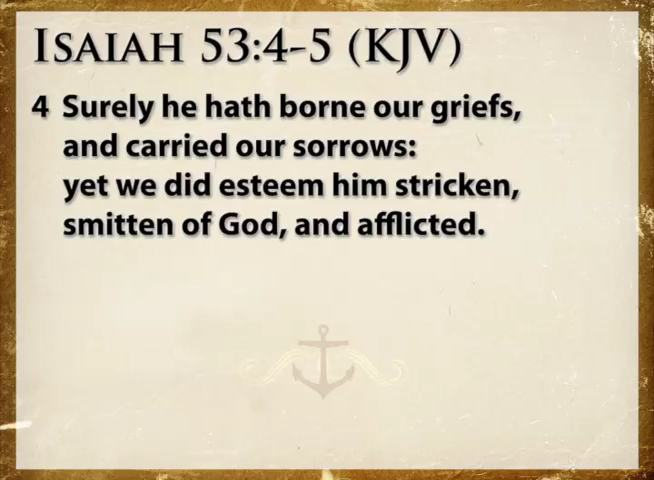 ISAIAH 53:4-5 (KJV)
4 Surely he hath borne our griefs,
and carried our sorrows:
yet we did esteem him stricken,
smitten of God, and afflicted.